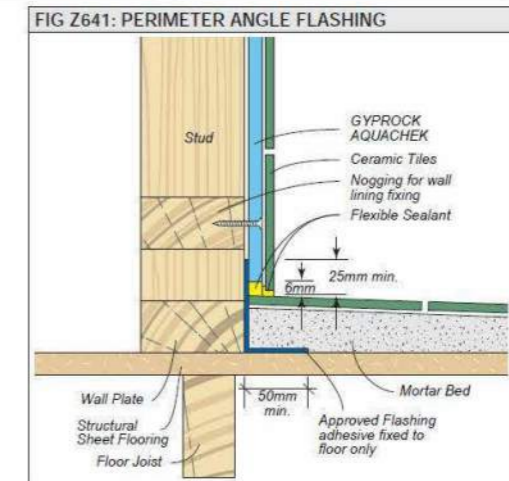 FIG Z641: PERIMETER ANGLE FLASHING
Stud
GYPROCK
AQUACHEK
Ceramic Tiles
Nogging for wall
lining fixing
Flexible Sealant
25mm min.
6mm
Wall Plate
Structural
Sheet Flooring
Floor Joist
50mm
min.
Mortar Bed
Approved Flashing
adhesive fixed to
floor only